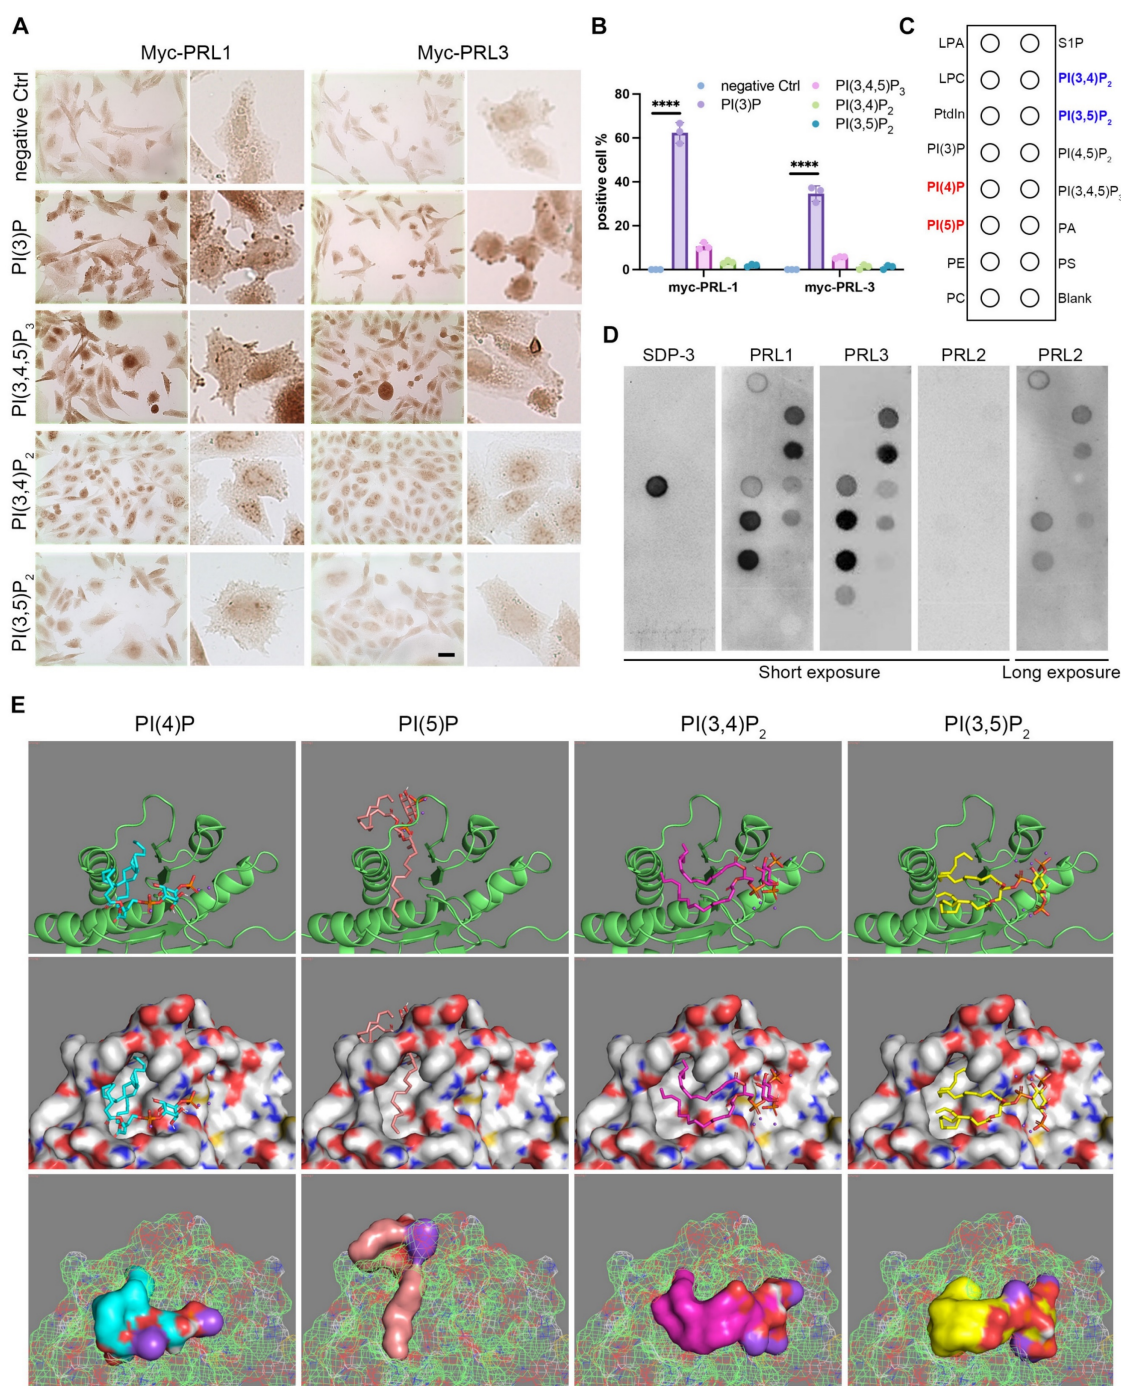 A
Myc-PRL1
Myc-PRL3
negative Ctrl
PI(3)P
PI(3,4,5)P3
PI(3,4)P2
PI(3,5)P2
B
negative Ctrl
PI(3)P
PI(3,4,5)P3
PI(3,4)P2
PI(3,5)P2
positive cell %
80
60
40
20
0
****
****
myc-PRL-1
myc-PRL-3
C
LPA
S1P
LPC
PI(3,4)P2
PtdIn
PI(3,5)P2
PI(3)P
PI(4,5)P2
PI(4)P
PI(3,4,5)P3
PI(5)P
PA
PE
PS
PC
Blank
D
SDP-3
PRL1
PRL3
PRL2
PRL2
Short exposure
Long exposure
E
PI(4)P
PI(5)P
PI(3,4)P2
PI(3,5)P2